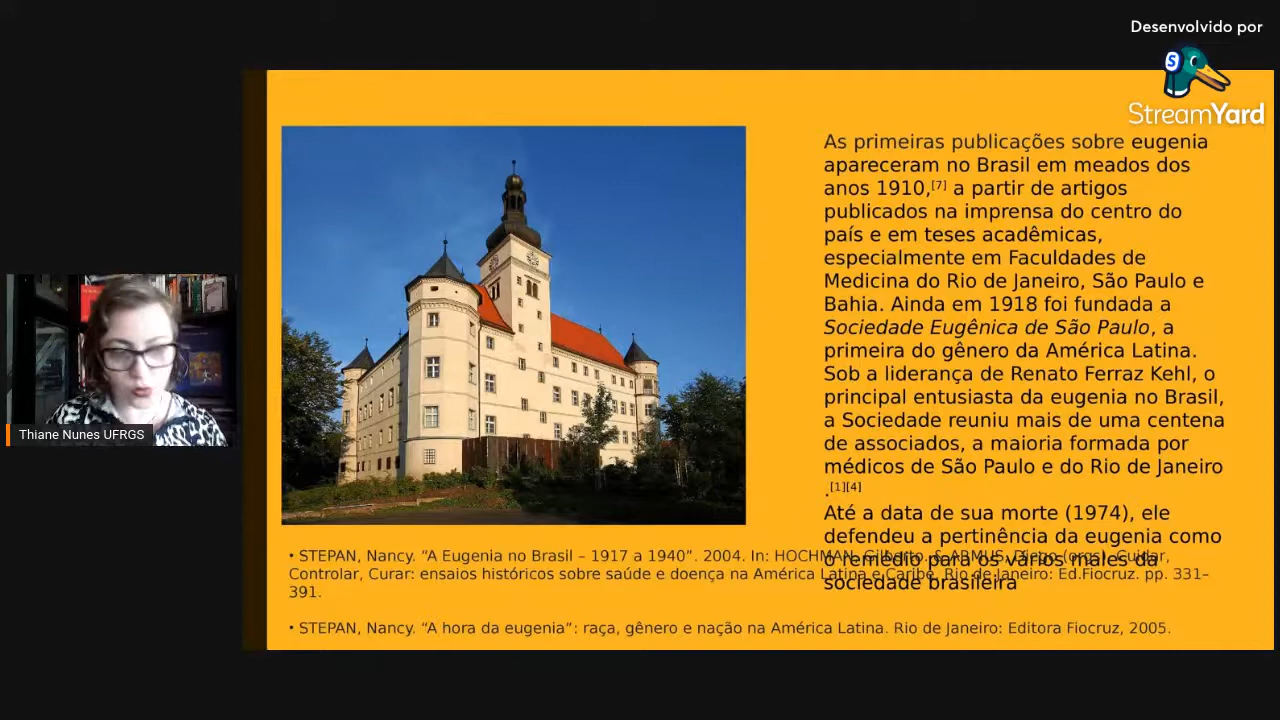 Desenvolvido por
StreamYard
As primeiras publicações sobre eugenia
apareceram no Brasil em meados dos
anos 1910,[7] a partir de artigos
publicados na imprensa do centro do
país e em teses acadêmicas,
especialmente em Faculdades de
Medicina do Rio de Janeiro, São Paulo e
Bahia. Ainda em 1918 foi fundada a
Sociedade Eugênica de São Paulo, a
primeira do gênero da América Latina.
Sob a liderança de Renato Ferraz Kehl, o
principal entusiasta da eugenia no Brasil,
a Sociedade reuniu mais de uma centena
de associados, a maioria formada por
médicos de São Paulo e do Rio de Janeiro
.[1][4]
Até a data de sua morte (1974), ele
defendeu a pertinência da eugenia como
o remédio para os vários males da
sociedade brasileira
• STEPAN, Nancy. “A Eugenia no Brasil – 1917 a 1940”. 2004. In: HOCHMAN, Gilberto. & ARMUS, Diego (orgs). Cuidar,
Controlar, Curar: ensaios históricos sobre saúde e doença na América Latina e Caribe. Rio de Janeiro: Ed.Fiocruz. pp. 331–
391.
• STEPAN, Nancy. “A hora da eugenia”: raça, gênero e nação na América Latina. Rio de Janeiro: Editora Fiocruz, 2005.
Thiane Nunes UFRGS